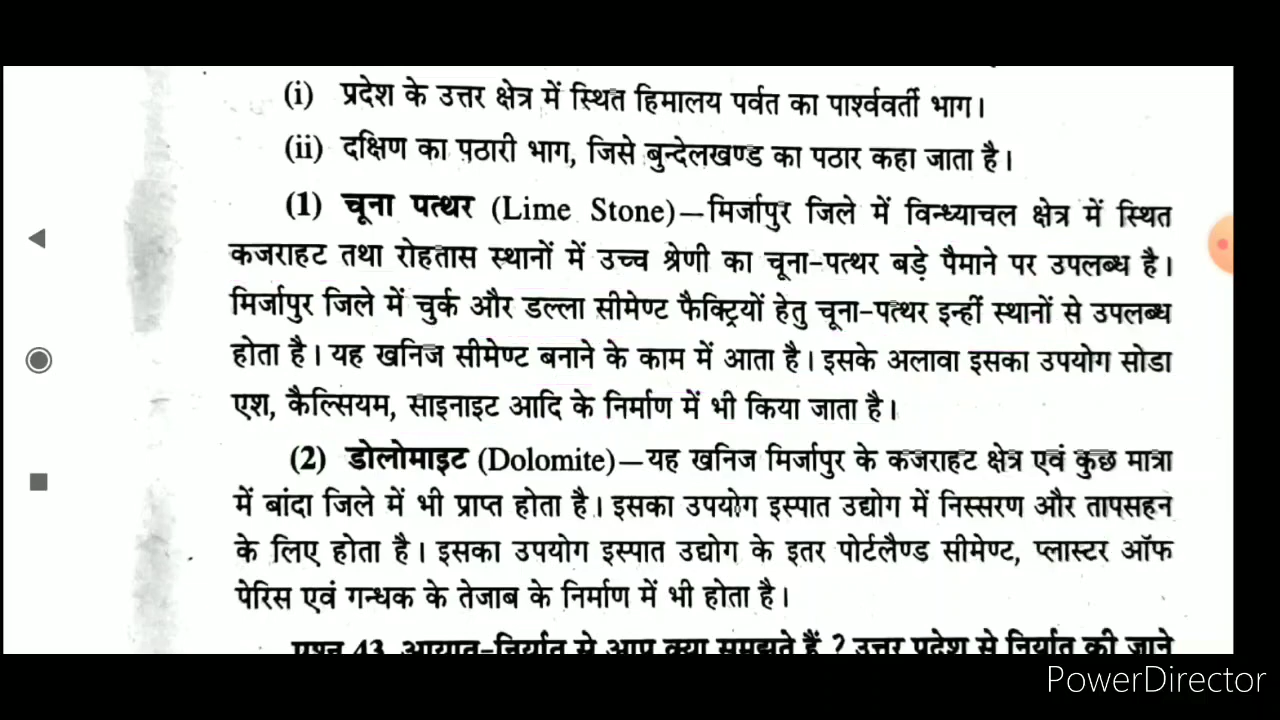 (i) प्रदेश के उत्तर क्षेत्र में स्थित हिमालय पर्वत का पार्श्ववर्ती भाग।
(ii) दक्षिण का पठारी भाग, जिसे बुन्देलखण्ड का पठार कहा जाता है।
(1) चूना पत्थर (Lime Stone)—मिर्जापुर जिले में विन्ध्याचल क्षेत्र में स्थित
कजराहट तथा रोहतास स्थानों में उच्च श्रेणी का चूना-पत्थर बड़े पैमाने पर उपलब्ध है।
मिर्जापुर जिले में चुर्क और डल्ला सीमेण्ट फैक्ट्रियों हेतु चूना-पत्थर इन्हीं स्थानों से उपलब्ध
होता है। यह खनिज सीमेण्ट बनाने के काम में आता है। इसके अलावा इसका उपयोग सोडा
एश, कैल्सियम, साइनाइट आदि के निर्माण में भी किया जाता है।
(2) डोलोमाइट (Dolomite)—यह खनिज मिर्जापुर के कजराहट क्षेत्र एवं कुछ मात्रा
में बांदा जिले में भी प्राप्त होता है। इसका उपयोग इस्पात उद्योग में निस्सरण और तापसहन
के लिए होता है। इसका उपयोग इस्पात उद्योग के इतर पोर्टलैण्ड सीमेण्ट, प्लास्टर ऑफ
पेरिस एवं गन्धक के तेजाब के निर्माण में भी होता है।
प्रश्न 43. आयात-निर्यात से आप क्या समझते हैं ? उत्तर प्रदेश से निर्यात की जाने
PowerDirector